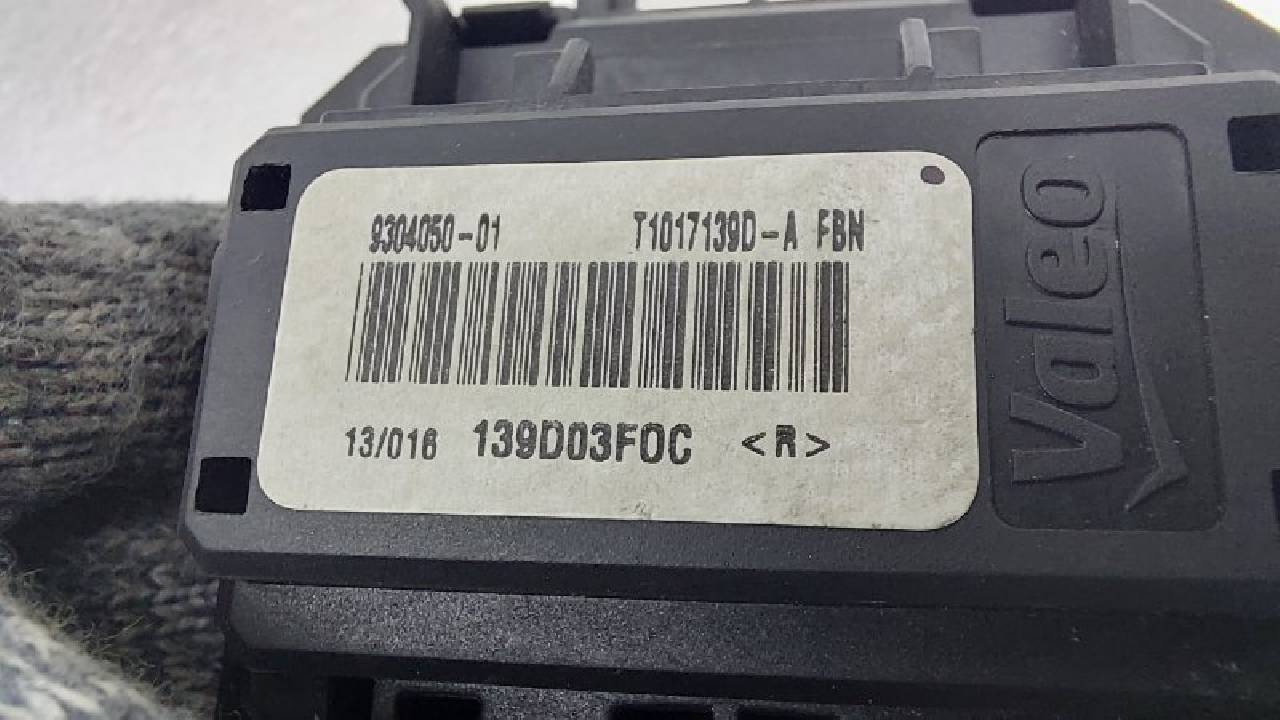 9304050-01 T1017139D-A FBN
13/016 139D03F0C <R>
Valeo